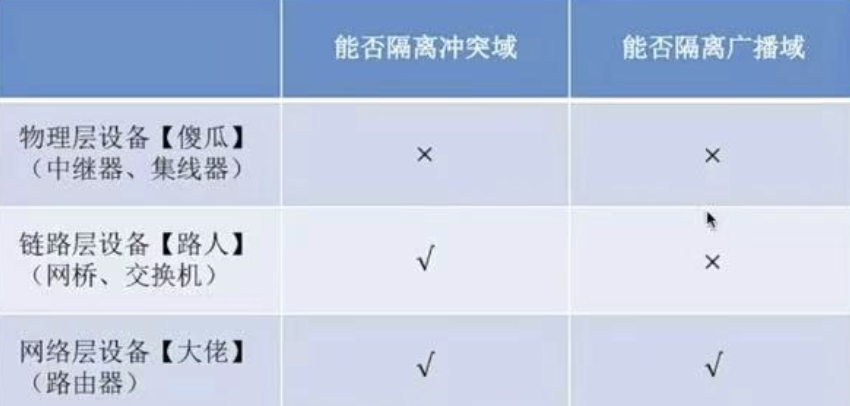 能否隔离冲突域 能否隔离广播域
物理层设备【傻瓜】
（中继器、集线器）
× ×
链路层设备【路人】
（网桥、交换机）
√ ×
网络层设备【大佬】
（路由器）
√ √